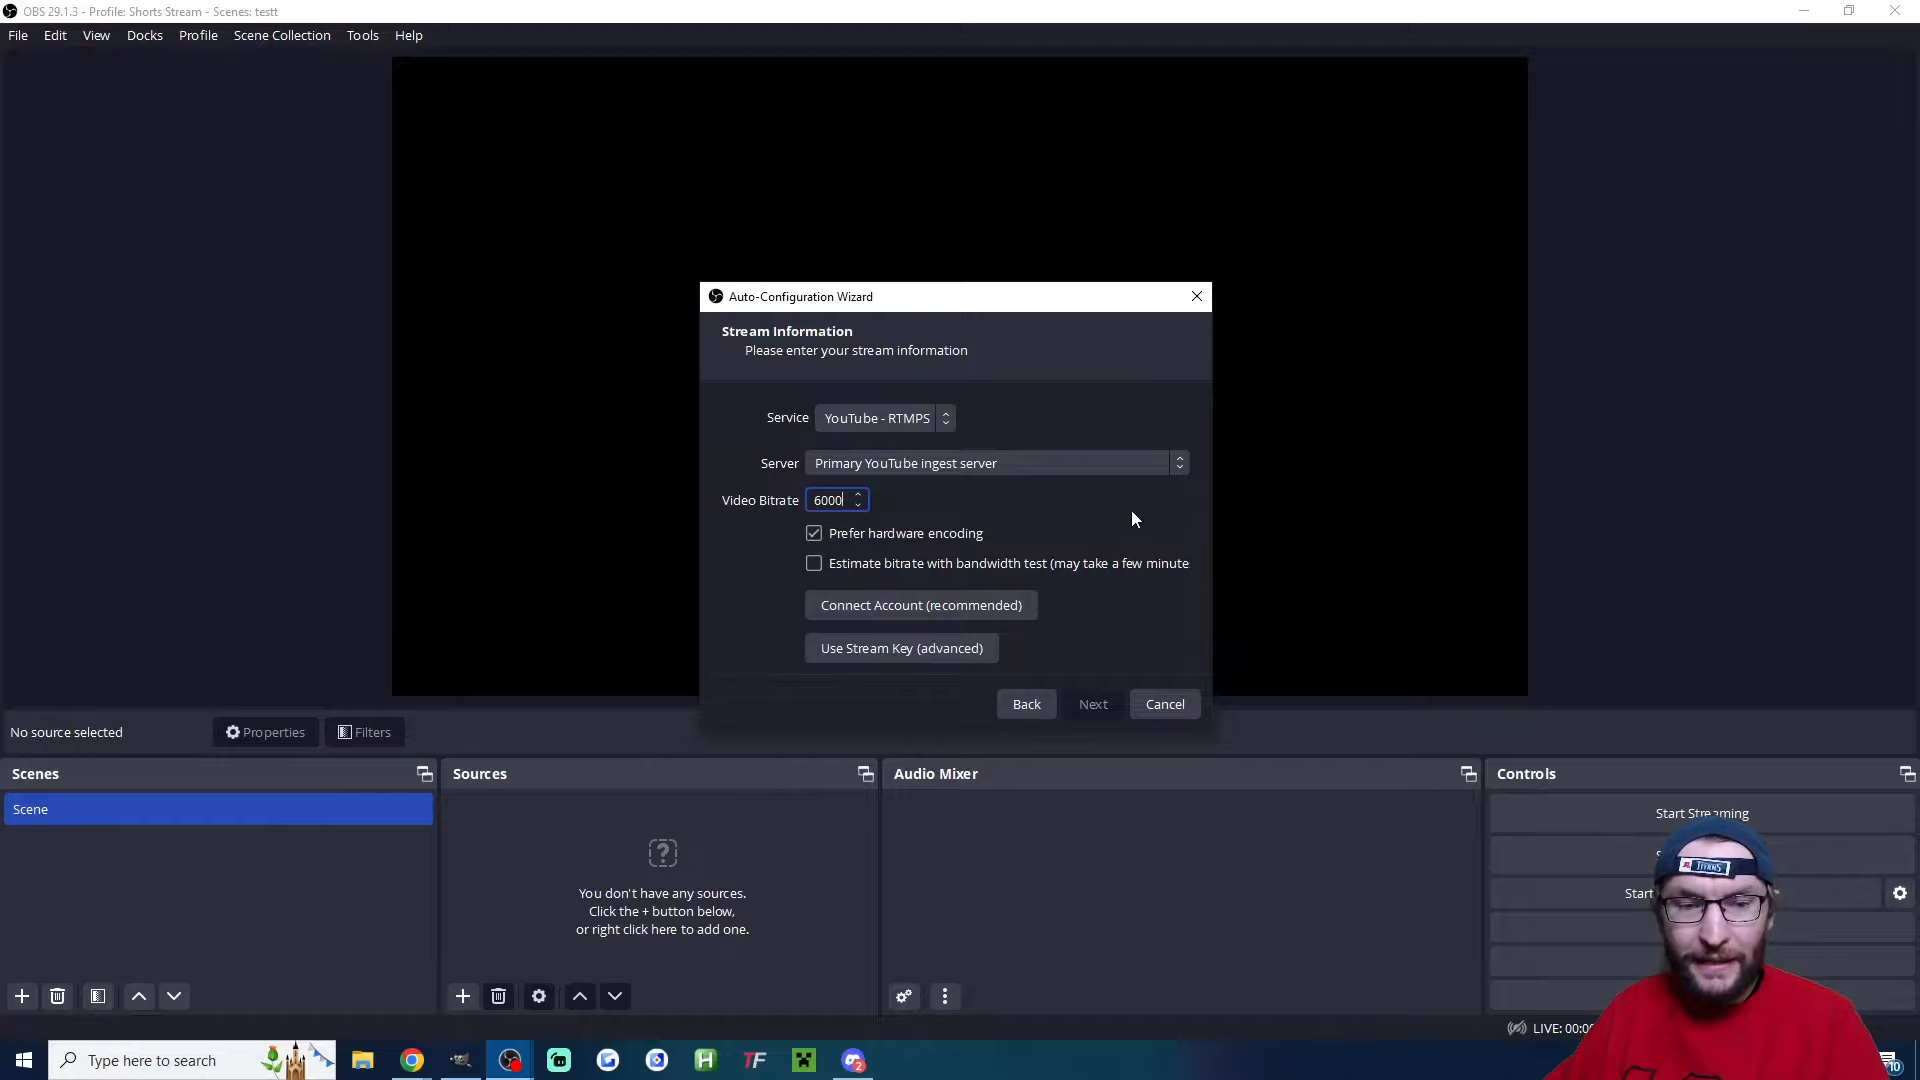 OBS 29.1.3 - Profile: Shorts Stream - Scenes: testt
File Edit View Docks Profile Scene Collection Tools Help
Auto-Configuration Wizard
Stream Information
Please enter your stream information
Service YouTube - RTMPS
Server Primary YouTube ingest server
Video Bitrate 6000
Prefer hardware encoding
Estimate bitrate with bandwidth test (may take a few minute
Connect Account (recommended)
Use Stream Key (advanced)
Back Next Cancel
No source selected Properties Filters
Scenes Sources Audio Mixer Controls
Scene
Start Streaming
You don't have any sources.
Click the + button below,
or right click here to add one.
Start
TITANS
LIVE: 00:0
Type here to search
H
TF
2
10